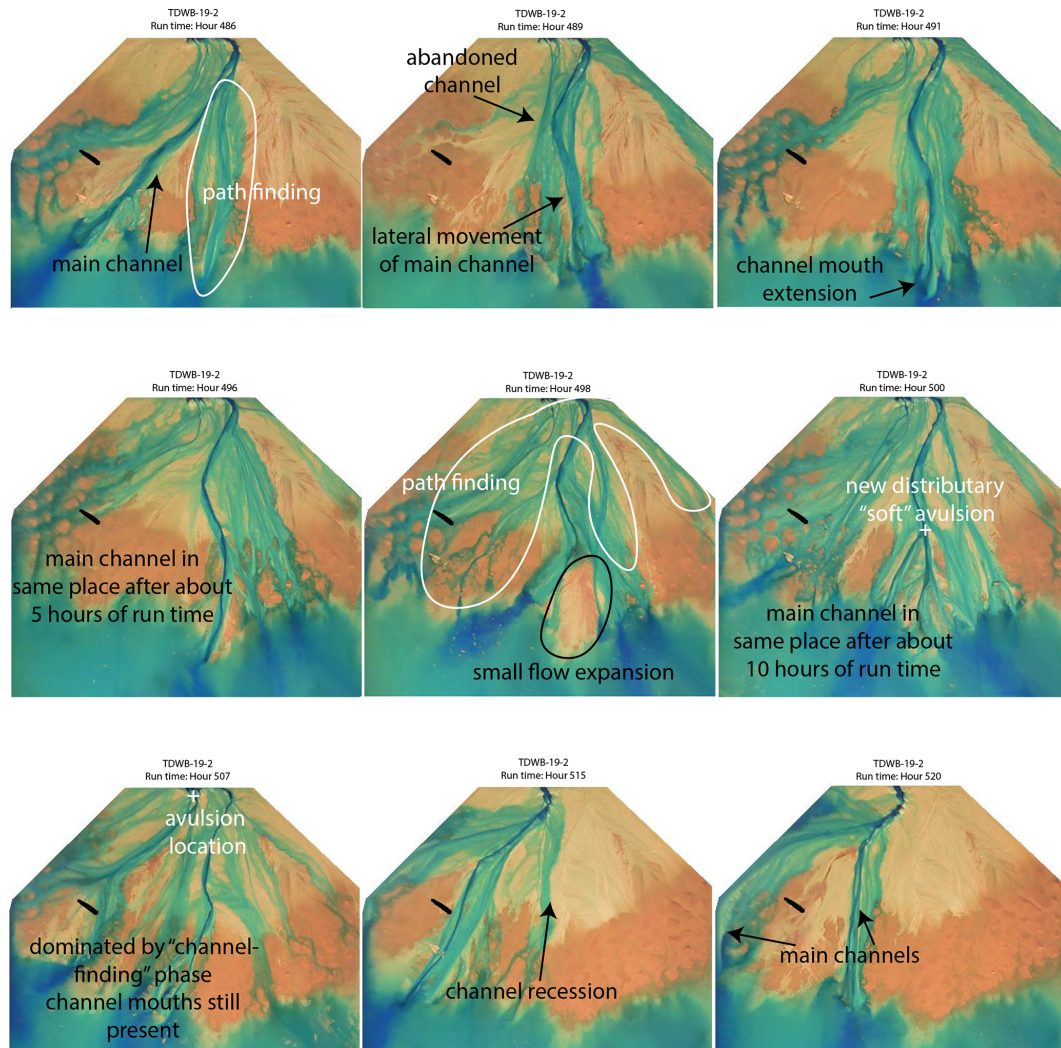 TDWB-19-2
Run time: Hour 486
path finding
main channel
TDWB-19-2
Run time: Hour 489
abandoned
channel
lateral movement
of main channel
TDWB-19-2
Run time: Hour 491
channel mouth
extension
TDWB-19-2
Run time: Hour 496
main channel in
same place after about
5 hours of run time
TDWB-19-2
Run time: Hour 498
path finding
small flow expansion
TDWB-19-2
Run time: Hour 500
new distributary
“soft” avulsion
main channel in
same place after about
10 hours of run time
TDWB-19-2
Run time: Hour 507
avulsion
location
dominated by “channel-
finding” phase
channel mouths still
present
TDWB-19-2
Run time: Hour 515
channel recession
TDWB-19-2
Run time: Hour 520
main channels